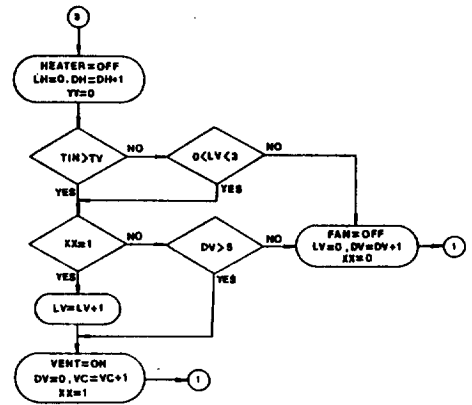 3
HEATER=OFF
LH=0, DH=DH+1
YY=0
TIN>TV
NO
0<LV<3
NO
YES
YES
XX=1
NO
DV>5
NO
FAN=OFF
LV=0, DV=DV+1
XX=0
1
YES
YES
LV=LV+1
VENT=ON
DV=0, VC=VC+1
XX=1
1